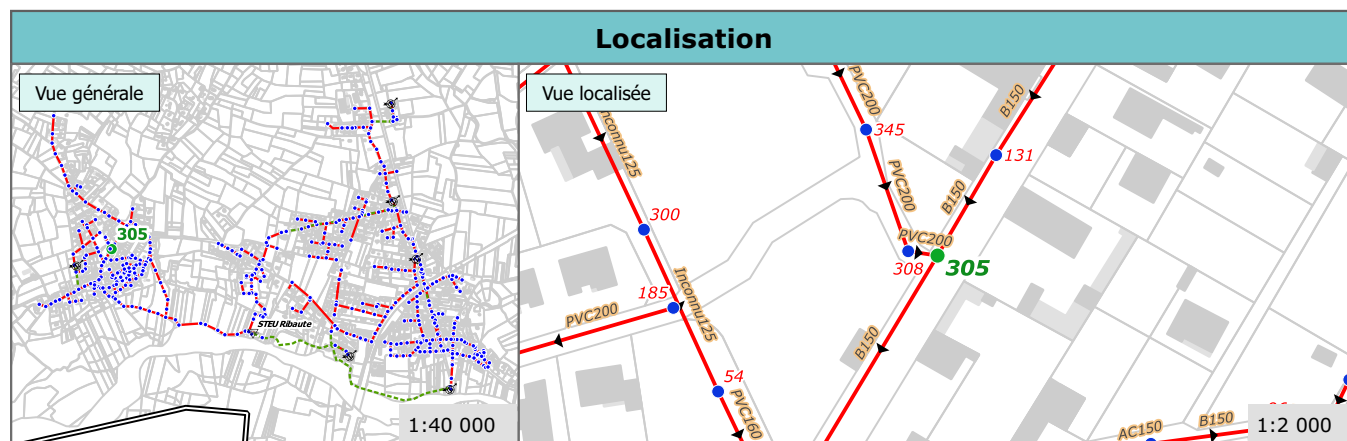 Localisation
Vue générale
305
STEU Ribaute
1:40 000
Vue localisée
Inconnu125
300
185
Inconnu125
PVC200
54
PVC160
PVC200
345
PVC200
PVC200
308
305
B150
131
B150
B150
AC150
B150
1:2 000